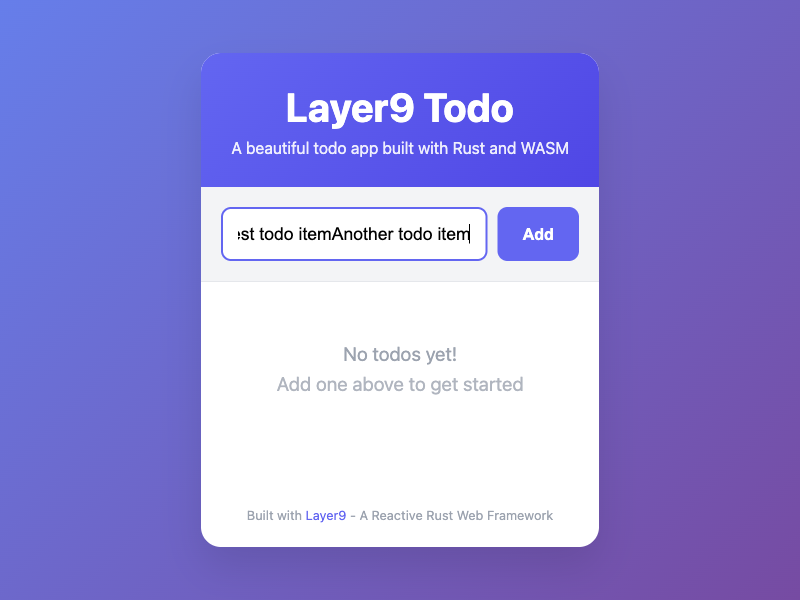 Layer9 Todo
A beautiful todo app built with Rust and WASM
todo itemAnother todo item
Add
No todos yet!
Add one above to get started
Built with Layer9 - A Reactive Rust Web Framework